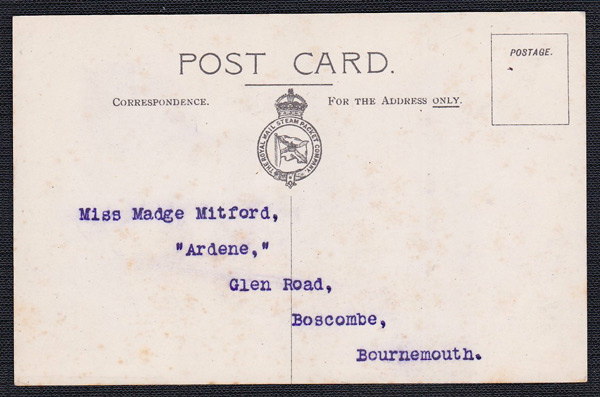 POST CARD.
POSTAGE.
CORRESPONDENCE.
FOR THE ADDRESS ONLY.
THE ROYAL MAIL STEAM PACKET COMPANY
Miss Madge Mitford,
"Ardene,"
Glen Road,
Boscombe,
Bournemouth.